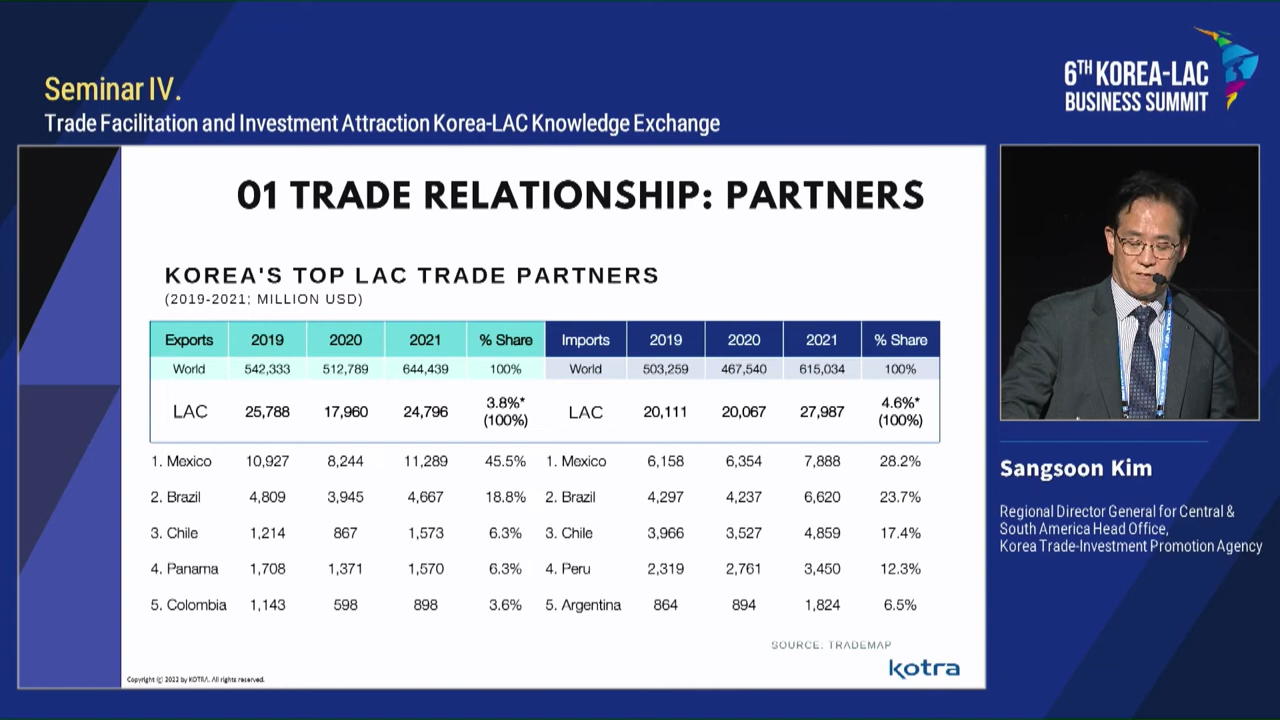 Seminar IV.
Trade Facilitation and Investment Attraction Korea-LAC Knowledge Exchange
6TH KOREA-LAC
BUSINESS SUMMIT
01 TRADE RELATIONSHIP: PARTNERS
KOREA'S TOP LAC TRADE PARTNERS
(2019-2021; MILLION USD)
Exports 2019 2020 2021 % Share Imports 2019 2020 2021 % Share
World 542,333 512,789 644,439 100% World 503,259 467,540 615,034 100%
LAC 25,788 17,960 24,796 3.8%* (100%) LAC 20,111 20,067 27,987 4.6%* (100%)
1. Mexico 10,927 8,244 11,289 45.5% 1. Mexico 6,158 6,354 7,888 28.2%
2. Brazil 4,809 3,945 4,667 18.8% 2. Brazil 4,297 4,237 6,620 23.7%
3. Chile 1,214 867 1,573 6.3% 3. Chile 3,966 3,527 4,859 17.4%
4. Panama 1,708 1,371 1,570 6.3% 4. Peru 2,319 2,761 3,450 12.3%
5. Colombia 1,143 598 898 3.6% 5. Argentina 864 894 1,824 6.5%
SOURCE: TRADEMAP
kotra
Copyright ⓒ 2022 by KOTRA. All rights reserved.
Sangsoon Kim
Regional Director General for Central &
South America Head Office,
Korea Trade-Investment Promotion Agency